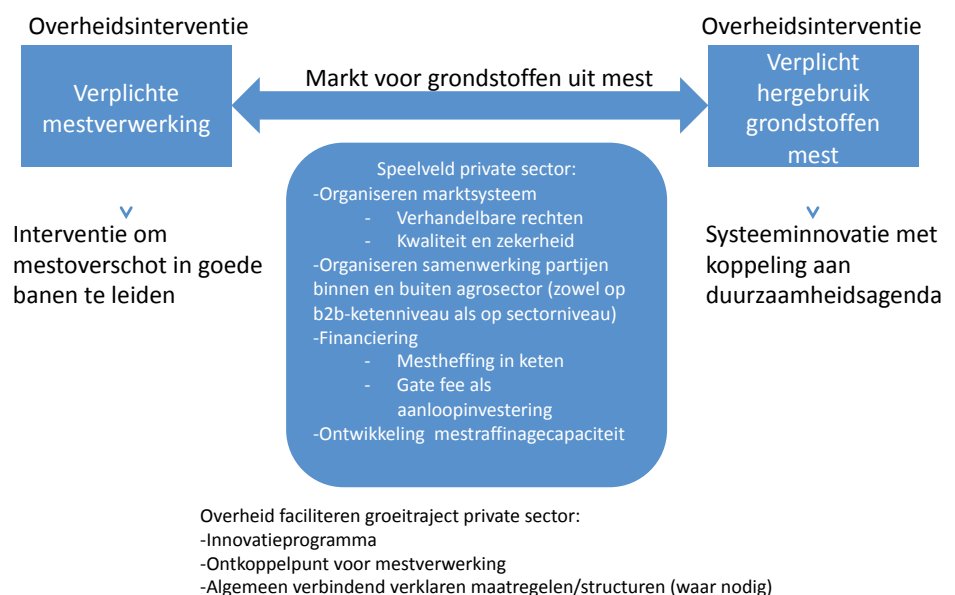 Overheidsinterventie
Overheidsinterventie
Verplichte
mestverwerking
Markt voor grondstoffen uit mest
Verplicht
hergebruik
grondstoffen
mest
Interventie om
mestoverschot in goede
banen te leiden
Speelveld private sector:
-Organiseren marktsysteem
- Verhandelbare rechten
- Kwaliteit en zekerheid
-Organiseren samenwerking partijen
binnen en buiten agrosector (zowel op
b2b-ketenniveau als op sectorniveau)
-Financiering
- Mestheffing in keten
- Gate fee als
aanloopinvestering
-Ontwikkeling mestraffinagecapaciteit
Systeeminnovatie met
koppeling aan
duurzaamheidsagenda
Overheid faciliteren groeitraject private sector:
-Innovatieprogramma
-Ontkoppelpunt voor mestverwerking
-Algemeen verbindend verklaren maatregelen/structuren (waar nodig)